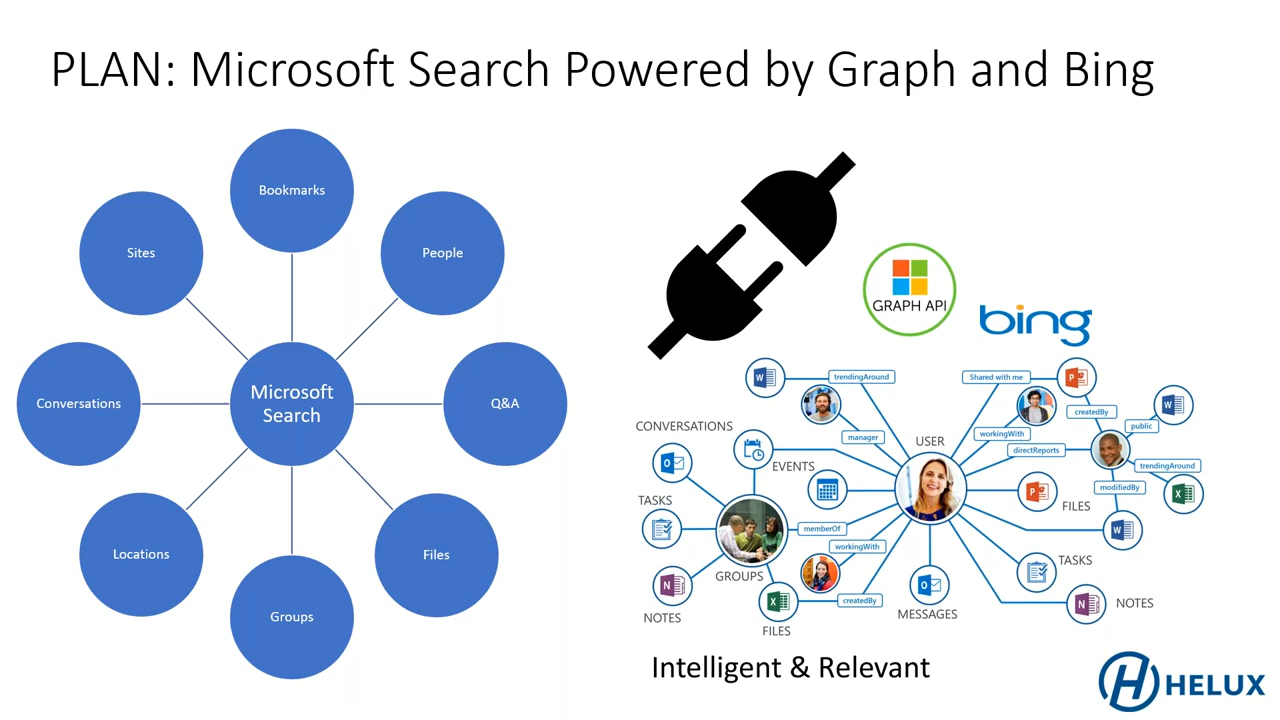 PLAN: Microsoft Search Powered by Graph and Bing
Bookmarks
Sites
People
Conversations
Microsoft
Search
Q&A
Locations
Files
Groups
GRAPH API
bing
trendingAround
Shared with me
P
W
W
createdBy
public
CONVERSATIONS
manager
USER
workingWith
directReports
O
EVENTS
trendingAround
TASKS
P
FILES
modifiedBy
X
memberOf
W
workingWith
GROUPS
TASKS
N
O
X
createdBy
N
NOTES
NOTES
MESSAGES
FILES
Intelligent & Relevant
H HELUX